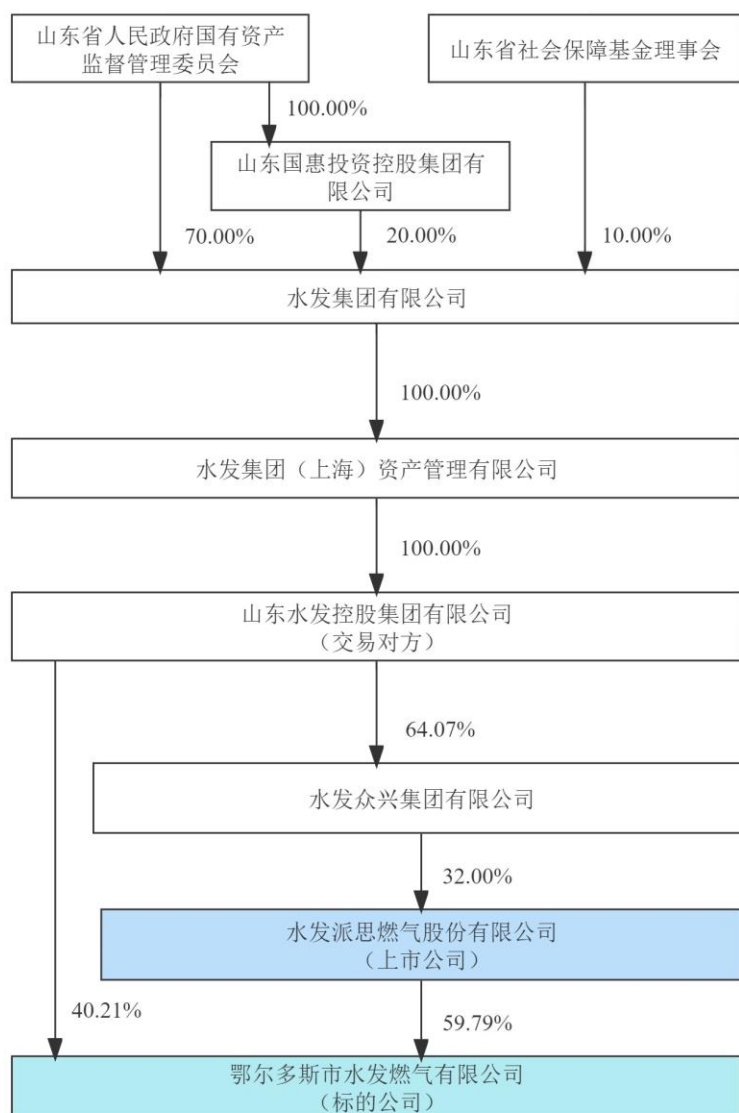 山东省人民政府国有资产
监督管理委员会
山东省社会保障基金理事会
100.00%
山东国惠投资控股集团有
限公司
70.00%
20.00%
10.00%
水发集团有限公司
100.00%
水发集团（上海）资产管理有限公司
100.00%
山东水发控股集团有限公司
（交易对方）
64.07%
水发众兴集团有限公司
32.00%
水发派思燃气股份有限公司
（上市公司）
40.21%
59.79%
鄂尔多斯市水发燃气有限公司
（标的公司）